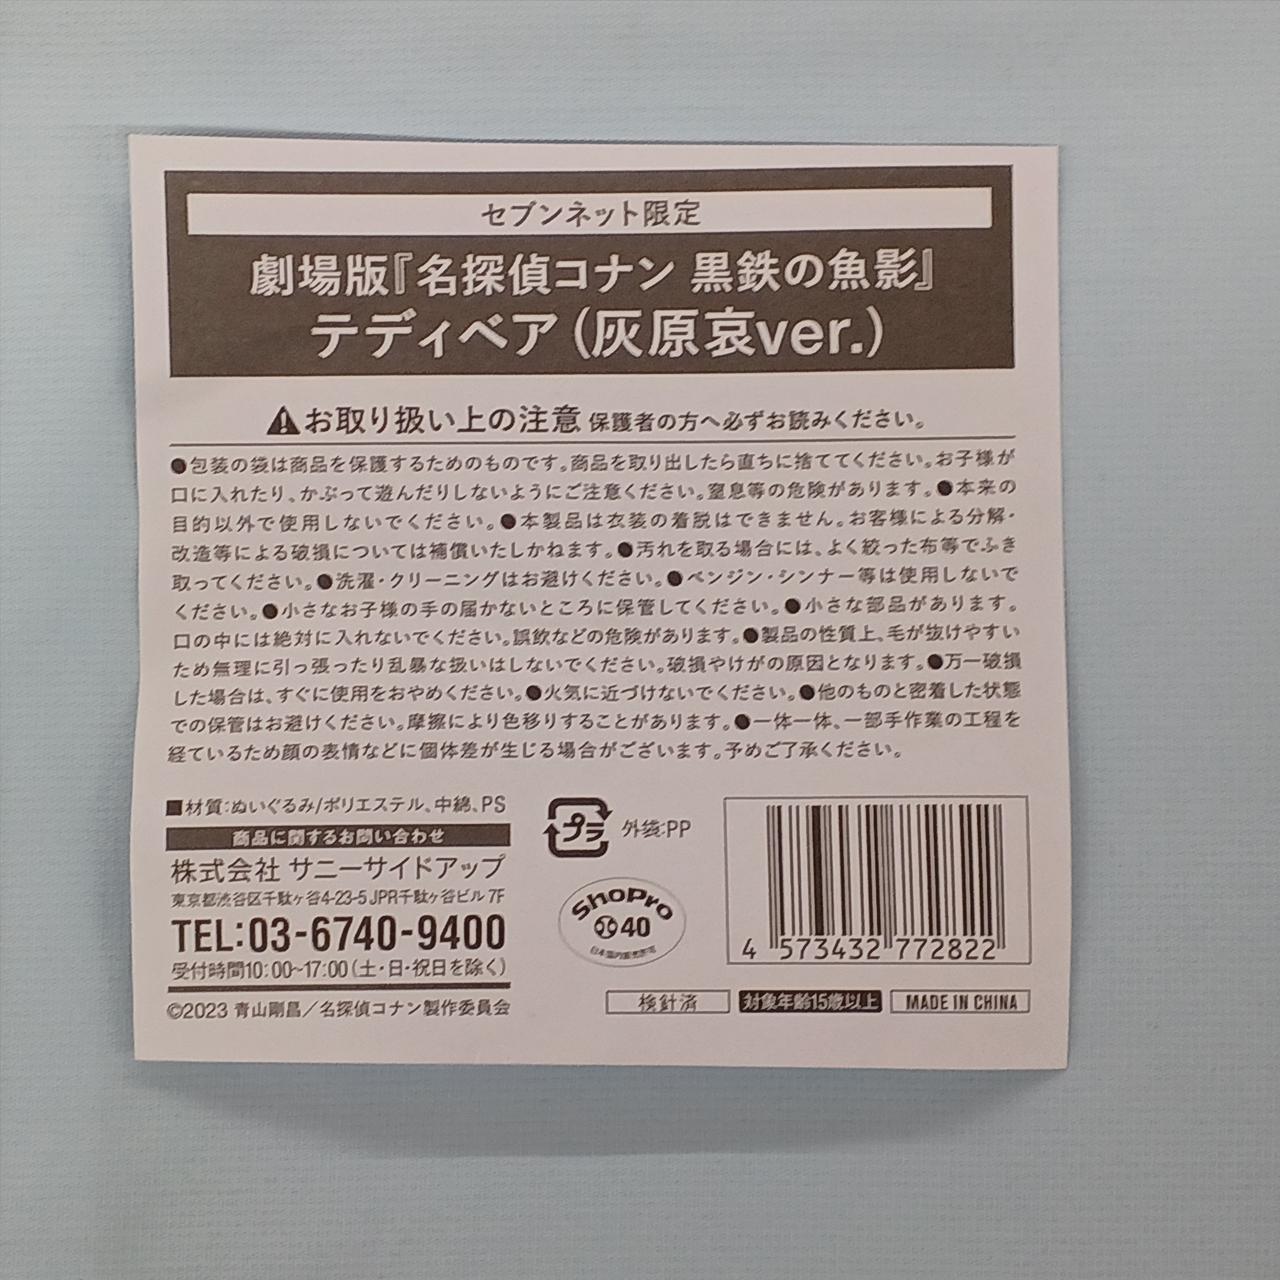 セブンネット限定
劇場版『名探偵コナン 黒鉄の魚影』
テディベア(灰原哀ver.)
お取り扱い上の注意 保護者の方へ必ずお読みください。
●包装の袋は商品を保護するためのものです。商品を取り出したら直ちに捨ててください。お子様が
口に入れたり、かぶって遊んだりしないようにご注意ください。窒息等の危険があります。●本来の
目的以外で使用しないでください。●本製品は衣装の着脱はできません。お客様による分解・
改造等による破損については補償いたしかねます。●汚れを取る場合には、よく絞った布等でふき
取ってください。●洗濯・クリーニングはお避けください。●ベンジン・シンナー等は使用しないで
ください。●小さなお子様の手の届かないところに保管してください。●小さな部品があります。
口の中には絶対に入れないでください。誤飲などの危険があります。●製品の性質上、毛が抜けやすい
ため無理に引っ張ったり乱暴な扱いはしないでください。破損やけがの原因となります。●万一破損
した場合は、すぐに使用をおやめください。●火気に近づけないでください。●他のものと密着した状態
での保管はお避けください。摩擦により色移りすることがあります。●一体一体、一部手作業の工程を
経ているため顔の表情などに個体差が生じる場合がございます。予めご了承ください。
■材質:ぬいぐるみ/ポリエステル、中綿、PS
商品に関するお問い合わせ
株式会社 サニーサイドアップ
東京都渋谷区千駄ヶ谷4-23-5 JPR千駄ヶ谷ビル 7F
TEL:03-6740-9400
受付時間10:00~17:00(土・日・祝日を除く)
©2023 青山剛昌/名探偵コナン製作委員会
プラ 外袋:PP
ShoPro
40
日本国内販売許可
4 573432 772822
検針済
対象年齢15歳以上
MADE IN CHINA